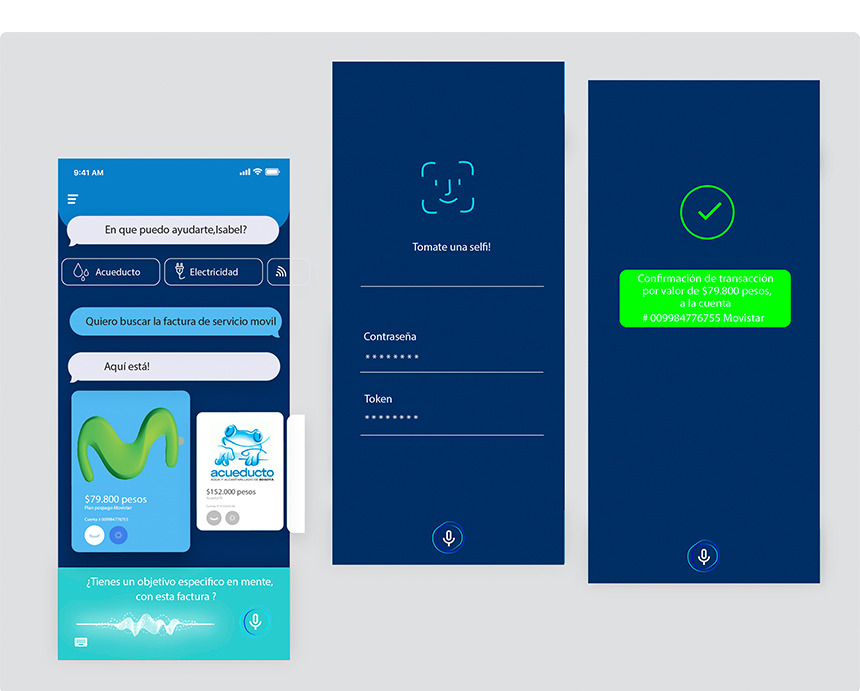 9:41 AM
En que puedo ayudarte,Isabel?
Acueducto
Electricidad
Quiero buscar la factura de servicio movil
Aquí está!
$79.800 pesos
Plan pospago Movistar
Cuenta # 009984776755
acueducto
AGUA Y ALCANTARILLADO DE BOGOTÁ
$152.000 pesos
¿Tienes un objetivo especifico en mente,
con esta factura ?
Tomate una selfi!
Contraseña
********
Token
********
Confirmación de transacción
por valor de $79.800 pesos,
a la cuenta
# 009984776755 Movistar